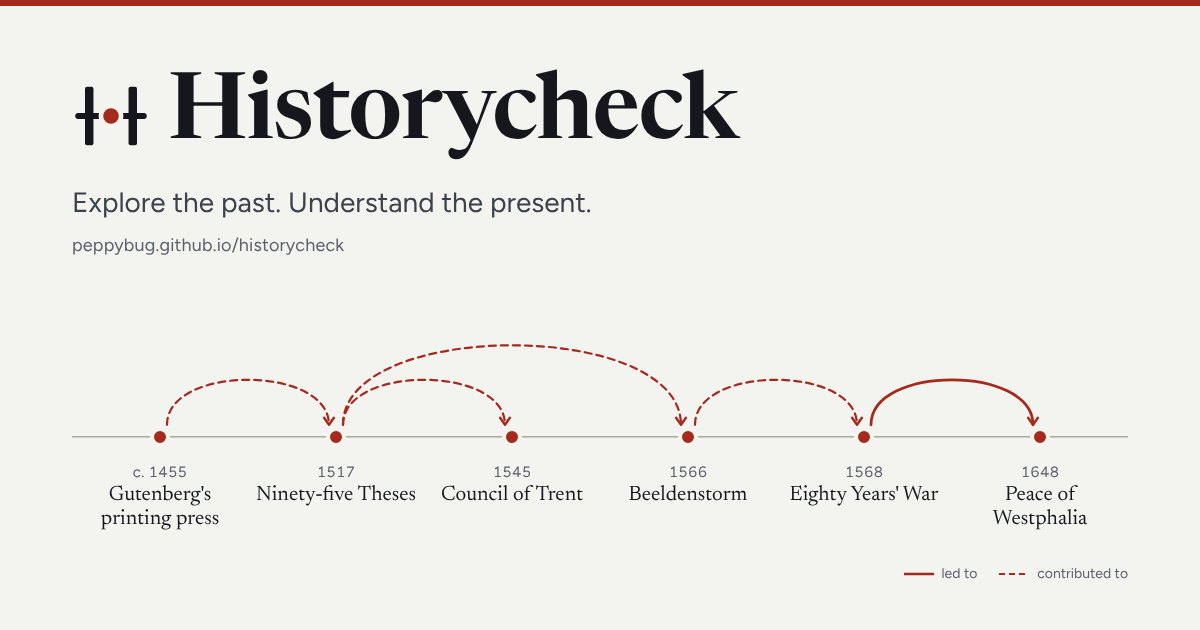 Historycheck
Explore the past. Understand the present.
peppybug.github.io/historycheck
c. 1455
Gutenberg's
printing press
1517
Ninety-five Theses
1545
Council of Trent
1566
Beeldenstorm
1568
Eighty Years' War
1648
Peace of
Westphalia
led to
contributed to